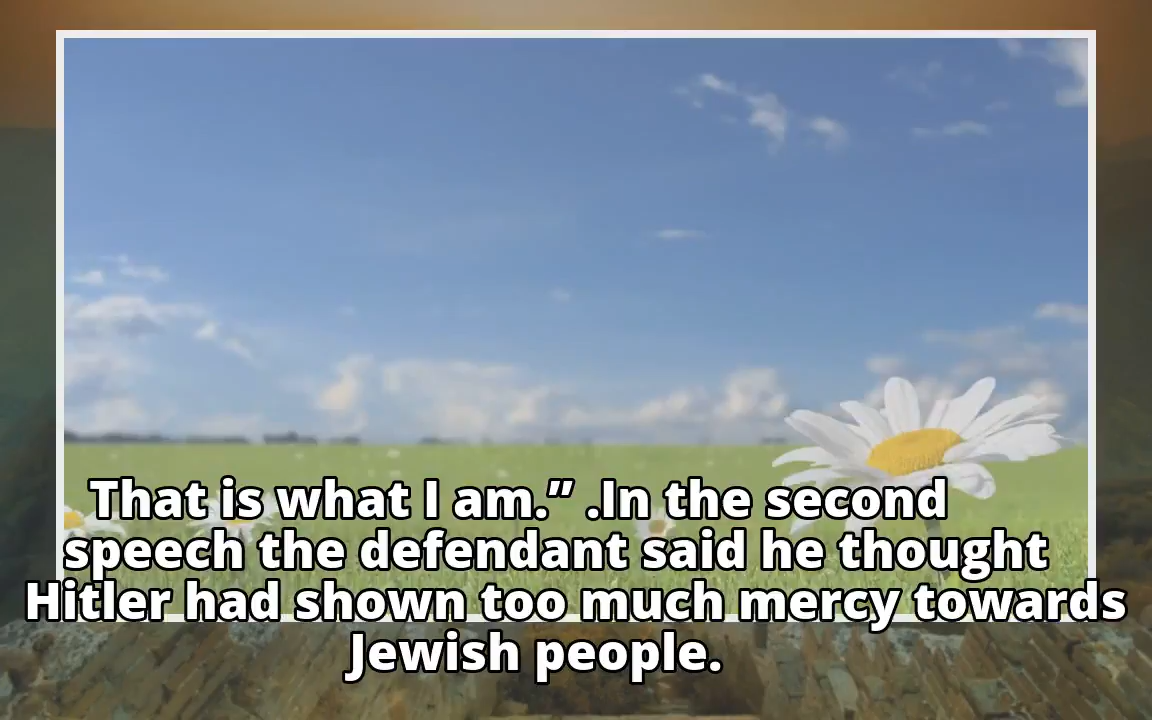 That is what I am.” .In the second
speech the defendant said he thought
Hitler had shown too much mercy towards
Jewish people.